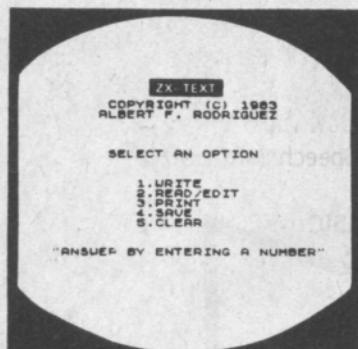 ZX-TEXT
COPYRIGHT (C) 1983
ALBERT F. RODRIGUEZ
SELECT AN OPTION
1.WRITE
2.READ/EDIT
3.PRINT
4.SAVE
5.CLEAR
"ANSWER BY ENTERING A NUMBER"